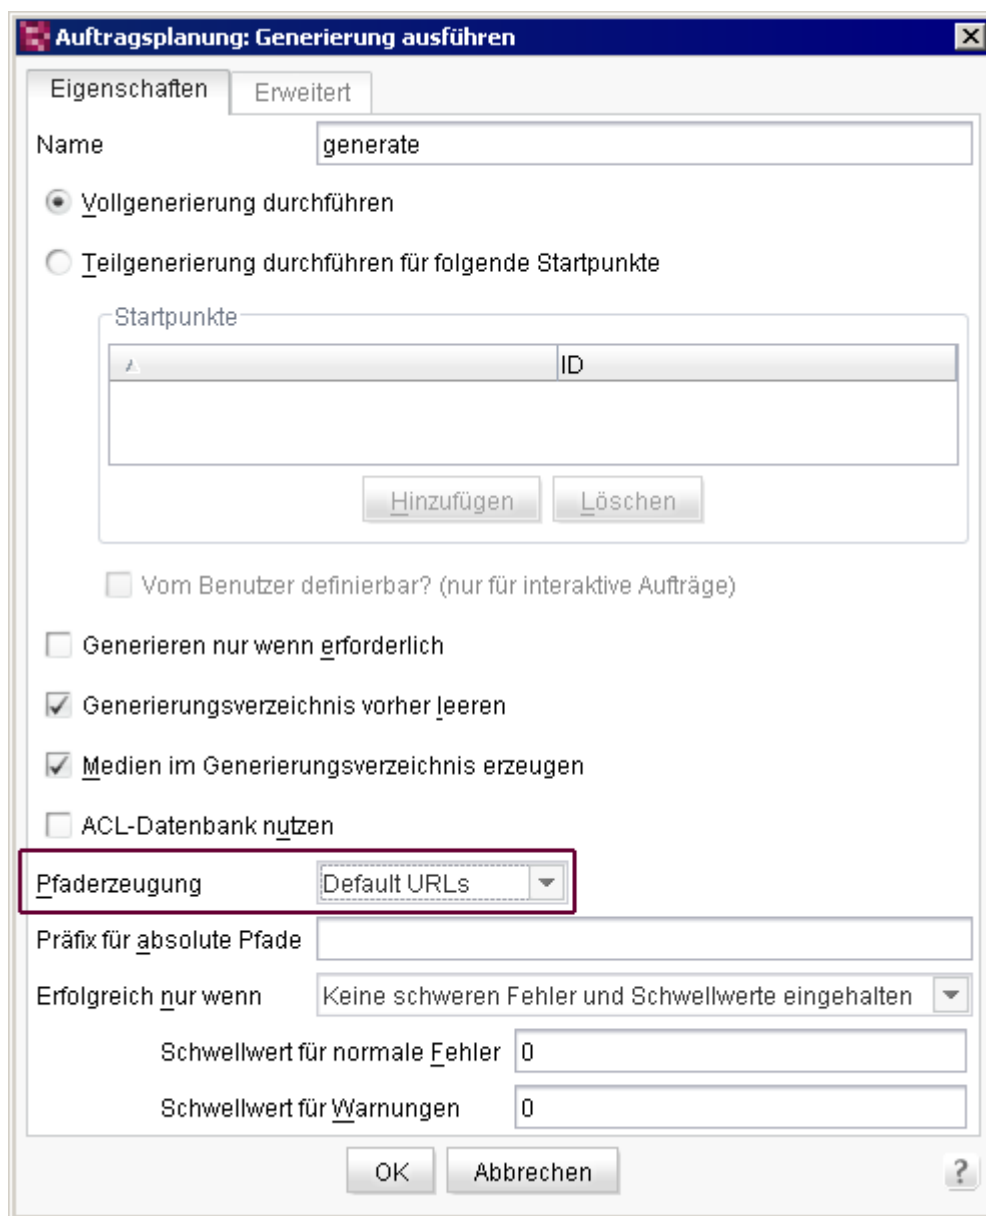 Auftragsplanung: Generierung ausführen
Eigenschaften Erweitert
Name generate
Vollgenerierung durchführen
Teilgenerierung durchführen für folgende Startpunkte
Startpunkte
ID
Hinzufügen Löschen
Vom Benutzer definierbar? (nur für interaktive Aufträge)
Generieren nur wenn erforderlich
Generierungsverzeichnis vorher leeren
Medien im Generierungsverzeichnis erzeugen
ACL-Datenbank nutzen
Pfaderzeugung Default URLs
Präfix für absolute Pfade
Erfolgreich nur wenn Keine schweren Fehler und Schwellwerte eingehalten
Schwellwert für normale Fehler 0
Schwellwert für Warnungen 0
OK Abbrechen ?